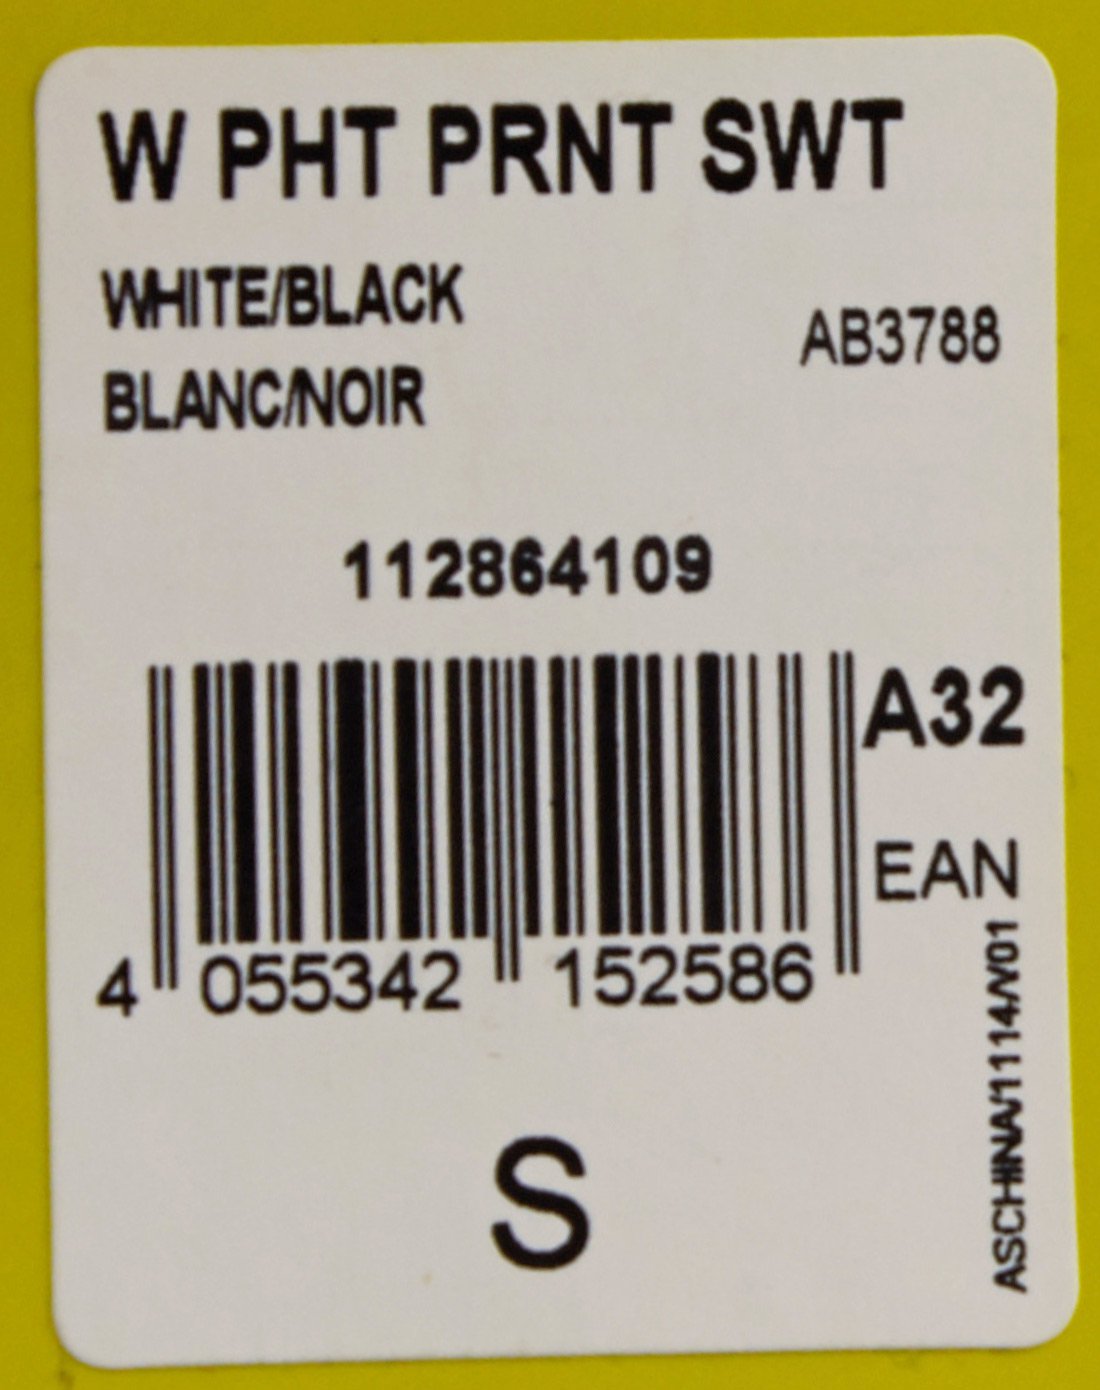 W PHT PRNT SWT
WHITE/BLACK
AB3788
BLANC/NOIR
112864109
A32
EAN
4 055342 152586
ASCHINA/1114/V01
S